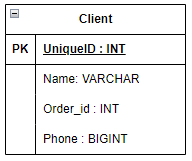 Client
PK UniqueID : INT
Name: VARCHAR
Order_id : INT
Phone : BIGINT